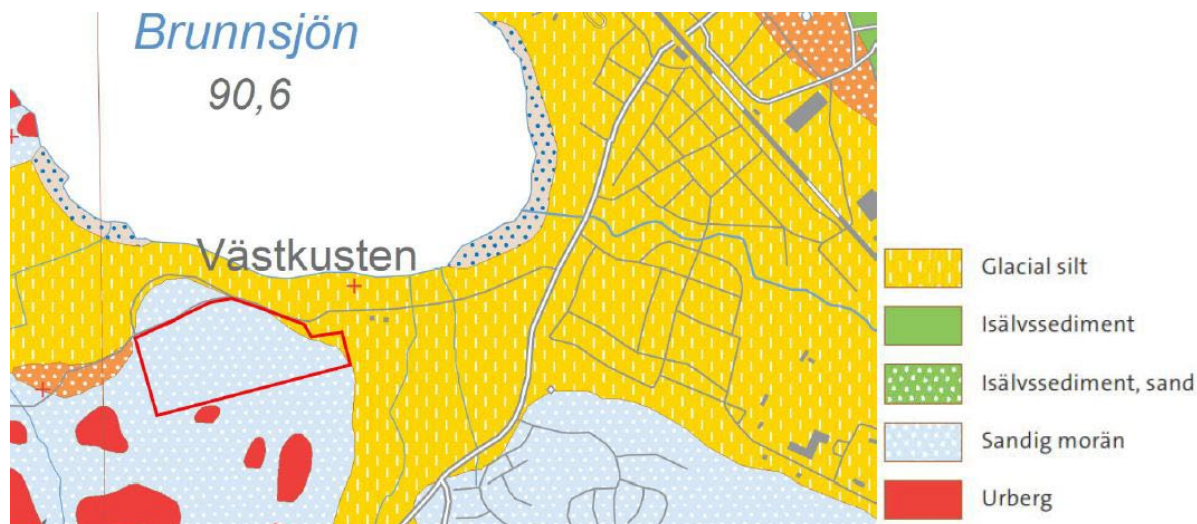 Brunnsjön
90,6
Västkusten
Glacial silt
Isälvssediment
Isälvssediment, sand
Sandig morän
Urberg